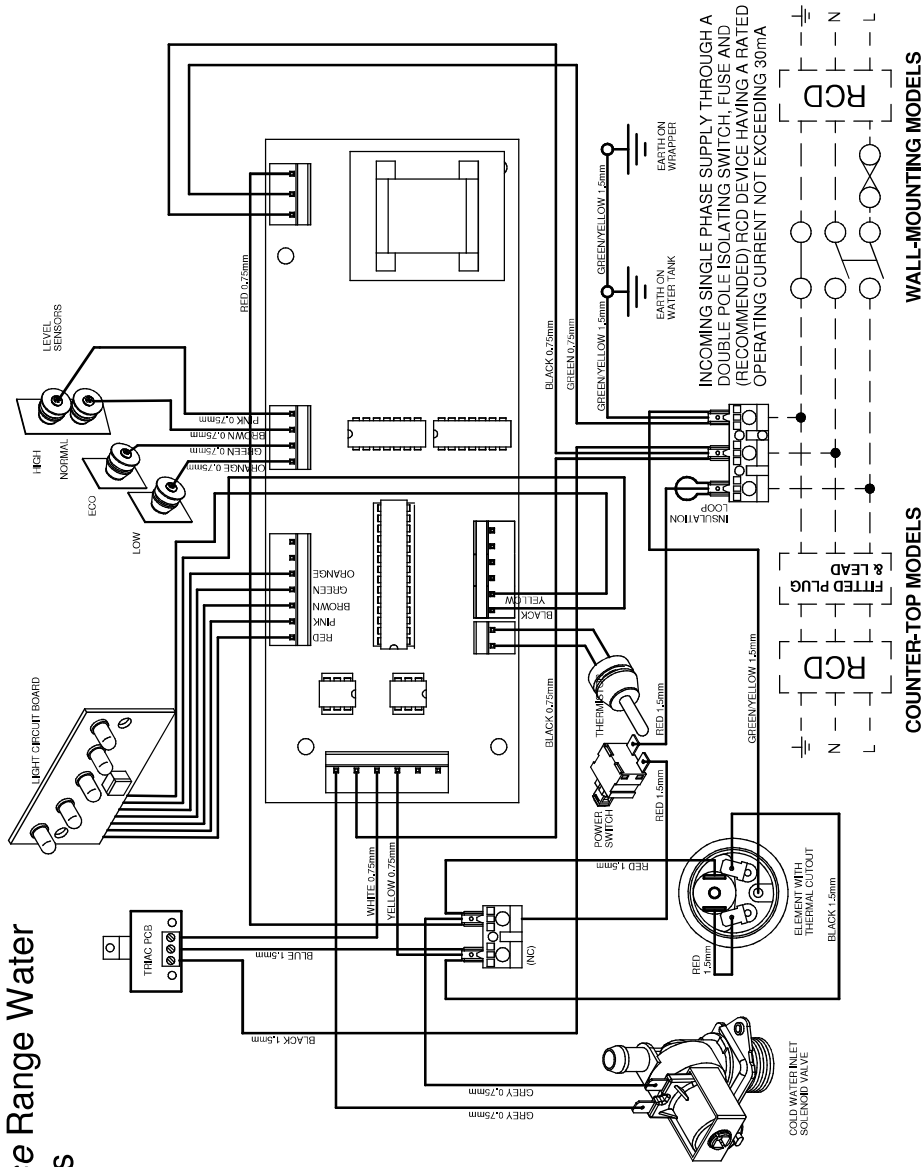 se Range Water
s
LIGHT CIRCUIT BOARD
TRIAC PCB
HIGH
NORMAL
ECO
LOW
LEVEL
SENSORS
RED 0.75mm
PINK 0.75mm
BROWN 0.75mm
GREEN 0.75mm
ORANGE 0.75mm
ORANGE
GREEN
BROWN
PINK
RED
YELLOW
BLACK
WHITE 0.75mm
YELLOW 0.75mm
BLUE 1.5mm
BLACK 1.5mm
GREY 0.75mm
GREY 0.75mm
(NC)
COLD WATER INLET
SOLENOID VALVE
BLACK 0.75mm
THERMISTOR
POWER
SWITCH
RED 1.5mm
RED 1.5mm
RED 1.5mm
RED
1.5mm
ELEMENT WITH
THERMAL CUTOUT
BLACK 1.5mm
GREEN/YELLOW 1.5mm
BLACK 0.75mm
GREEN 0.75mm
GREEN/YELLOW 1.5mm
GREEN/YELLOW 1.5mm
EARTH ON
WATER TANK
EARTH ON
WRAPPER
INSULATION
LOOP
INCOMING SINGLE PHASE SUPPLY THROUGH A
DOUBLE POLE ISOLATING SWITCH, FUSE AND
(RECOMMENDED) RCD DEVICE HAVING A RATED
OPERATING CURRENT NOT EXCEEDING 30mA
N
L
RCD
FITTED PLUG
& LEAD
COUNTER-TOP MODELS
RCD
N
L
WALL-MOUNTING MODELS